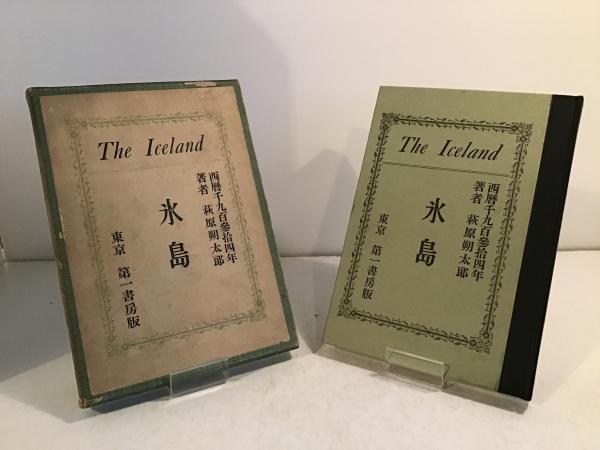 The Iceland
西暦千九百參拾四年
著者 萩原朔太郎
氷島
東京 第一書房版
The Iceland
西暦千九百參拾四年
著者 萩原朔太郎
氷島
東京 第一書房版